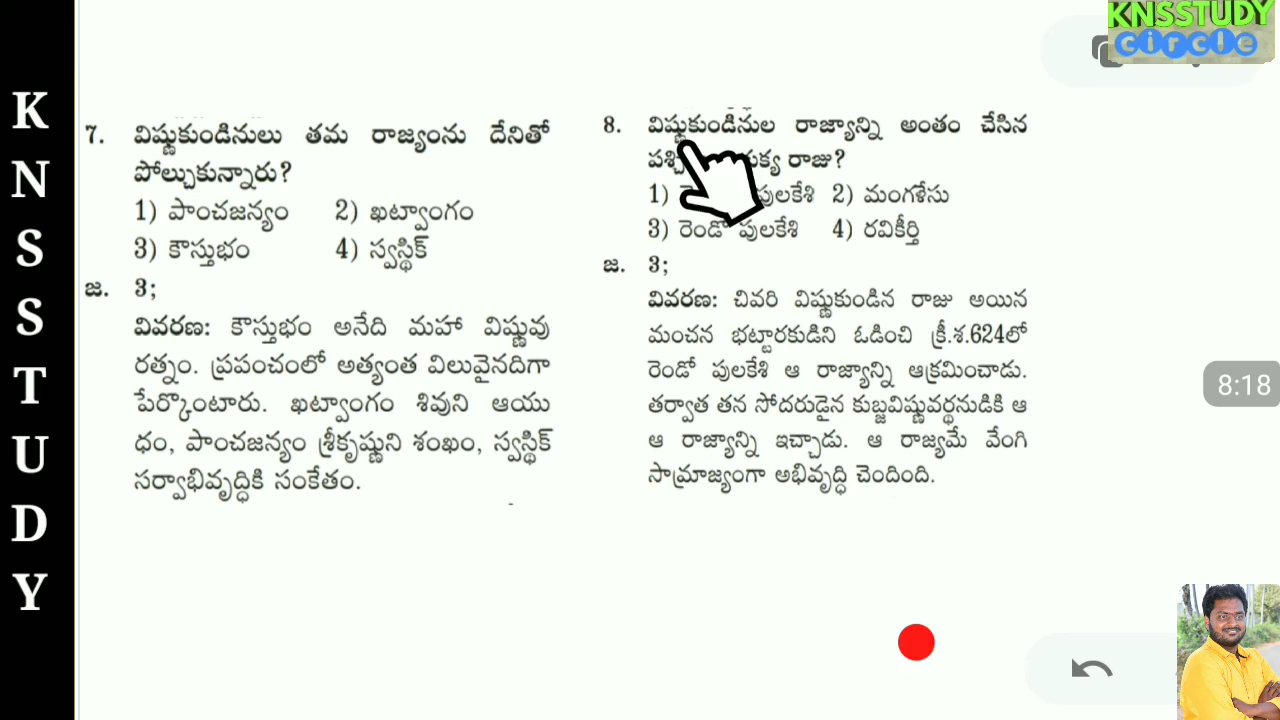 KNSSTUDY
circle
K
N
S
S
T
U
D
Y
7. విష్ణుకుండినులు తమ రాజ్యంను దేనితో
పోల్చుకున్నారు?
1) పాంచజన్యం 2) ఖట్వాంగం
3) కౌస్తుభం 4) స్వస్థిక్
జ. 3;
వివరణ: కౌస్తుభం అనేది మహా విష్ణువు
రత్నం. ప్రపంచంలో అత్యంత విలువైనదిగా
పేర్కొంటారు. ఖట్వాంగం శివుని ఆయు
ధం, పాంచజన్యం శ్రీకృష్ణుని శంఖం, స్వస్థిక్
సర్వాభివృద్ధికి సంకేతం.
8. విష్ణుకుండినుల రాజ్యాన్ని అంతం చేసిన
రాజు?
1) పులకేశి 2) మంగళేసు
3) రెండో పులకేశి 4) రవికీర్తి
జ. 3;
వివరణ: చివరి విష్ణుకుండిన రాజు అయిన
మంచన భట్టారకుడిని ఓడించి క్రీ.శ.624లో
రెండో పులకేశి ఆ రాజ్యాన్ని ఆక్రమించాడు.
తర్వాత తన సోదరుడైన కుబ్జవిష్ణువర్థనుడికి ఆ
ఆ రాజ్యాన్ని ఇచ్చాడు. ఆ రాజ్యమే వేంగి
సామ్రాజ్యంగా అభివృద్ధి చెందింది.
8:18